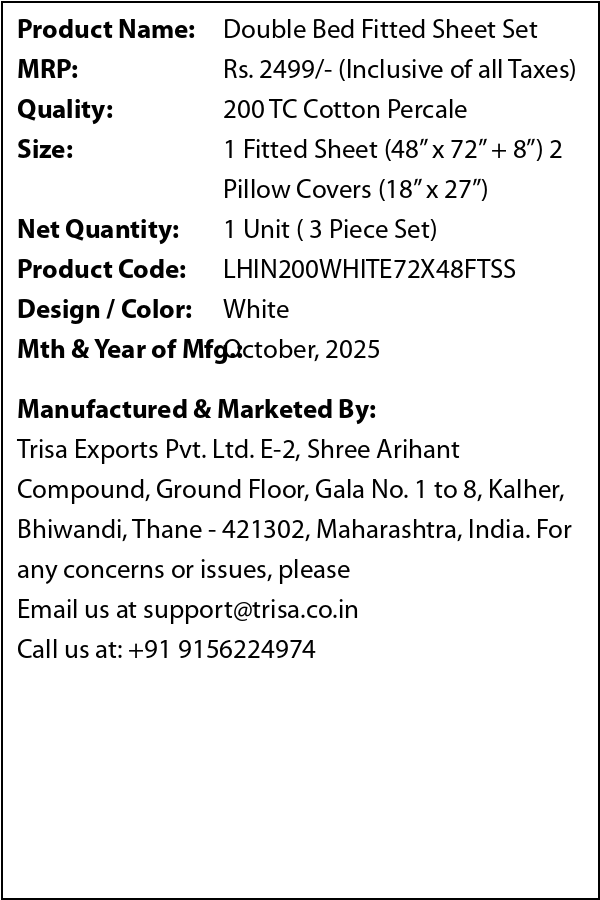 Product Name: Double Bed Fitted Sheet Set
MRP: Rs. 2499/- (Inclusive of all Taxes)
Quality: 200 TC Cotton Percale
Size: 1 Fitted Sheet (48” x 72” + 8”) 2
Pillow Covers (18” x 27”)
Net Quantity: 1 Unit ( 3 Piece Set)
Product Code: LHIN200WHITE72X48FTSS
Design / Color: White
Mth & Year of Mfg.: October, 2025
Manufactured & Marketed By:
Trisa Exports Pvt. Ltd. E-2, Shree Arihant
Compound, Ground Floor, Gala No. 1 to 8, Kalher,
Bhiwandi, Thane - 421302, Maharashtra, India. For
any concerns or issues, please
Email us at support@trisa.co.in
Call us at: +91 9156224974